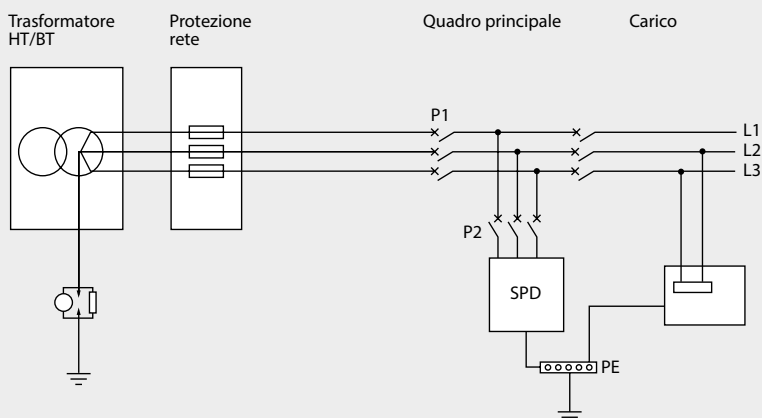 Trasformatore
HT/BT
Protezione
rete
Quadro principale
Carico
P1
L1
L2
L3
P2
SPD
PE